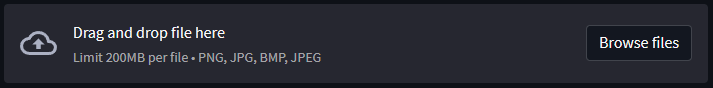 Drag and drop file here
Limit 200MB per file • PNG, JPG, BMP, JPEG
Browse files